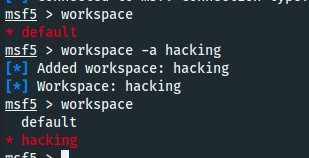 msf5 > workspace
* default
msf5 > workspace -a hacking
[*] Added workspace: hacking
[*] Workspace: hacking
msf5 > workspace
  default
* hacking
msf5 >